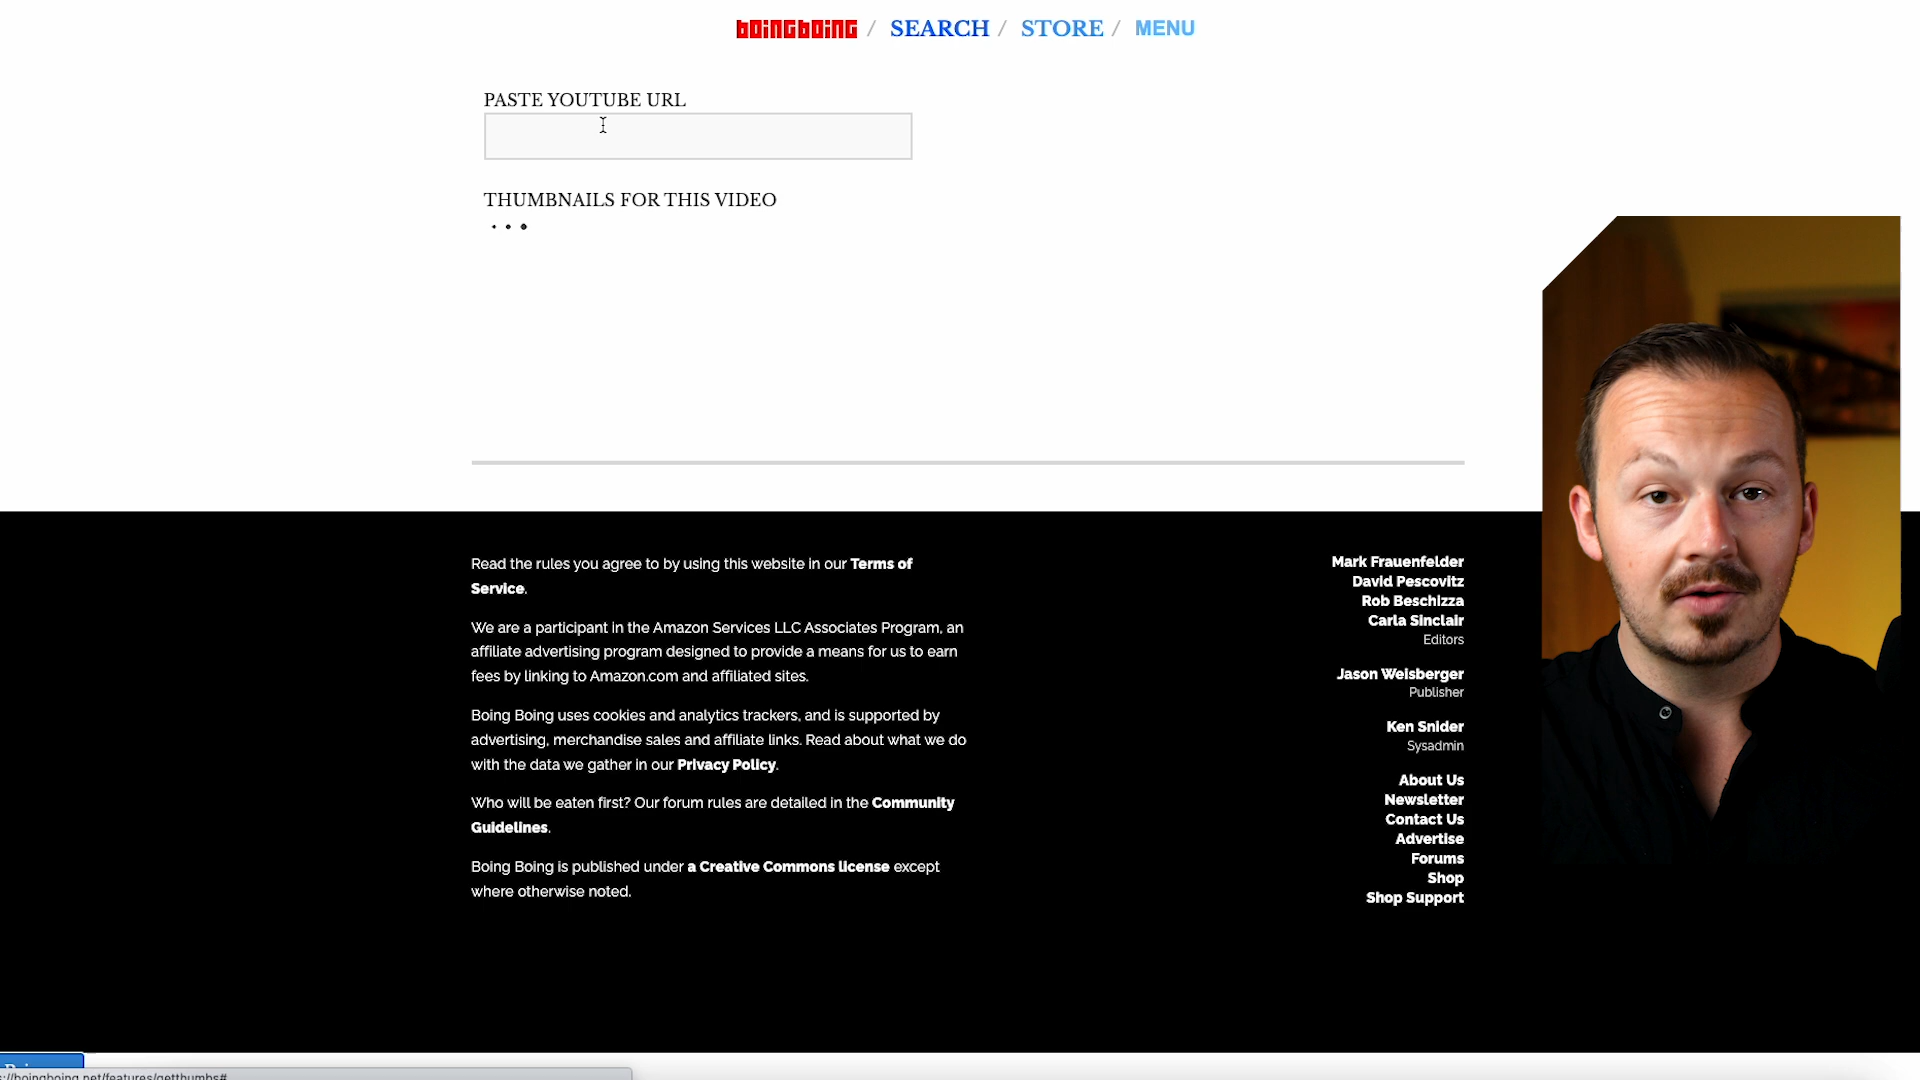 boingboing / SEARCH / STORE / MENU
PASTE YOUTUBE URL
THUMBNAILS FOR THIS VIDEO
Read the rules you agree to by using this website in our Terms of
Service.
We are a participant in the Amazon Services LLC Associates Program, an
affiliate advertising program designed to provide a means for us to earn
fees by linking to Amazon.com and affiliated sites.
Boing Boing uses cookies and analytics trackers, and is supported by
advertising, merchandise sales and affiliate links. Read about what we do
with the data we gather in our Privacy Policy.
Who will be eaten first? Our forum rules are detailed in the Community
Guidelines.
Boing Boing is published under a Creative Commons license except
where otherwise noted.
Mark Frauenfelder
David Pescovitz
Rob Beschizza
Carla Sinclair
Editors
Jason Weisberger
Publisher
Ken Snider
Sysadmin
About Us
Newsletter
Contact Us
Advertise
Forums
Shop
Shop Support
s://boingboing.net/features/getthumbs#